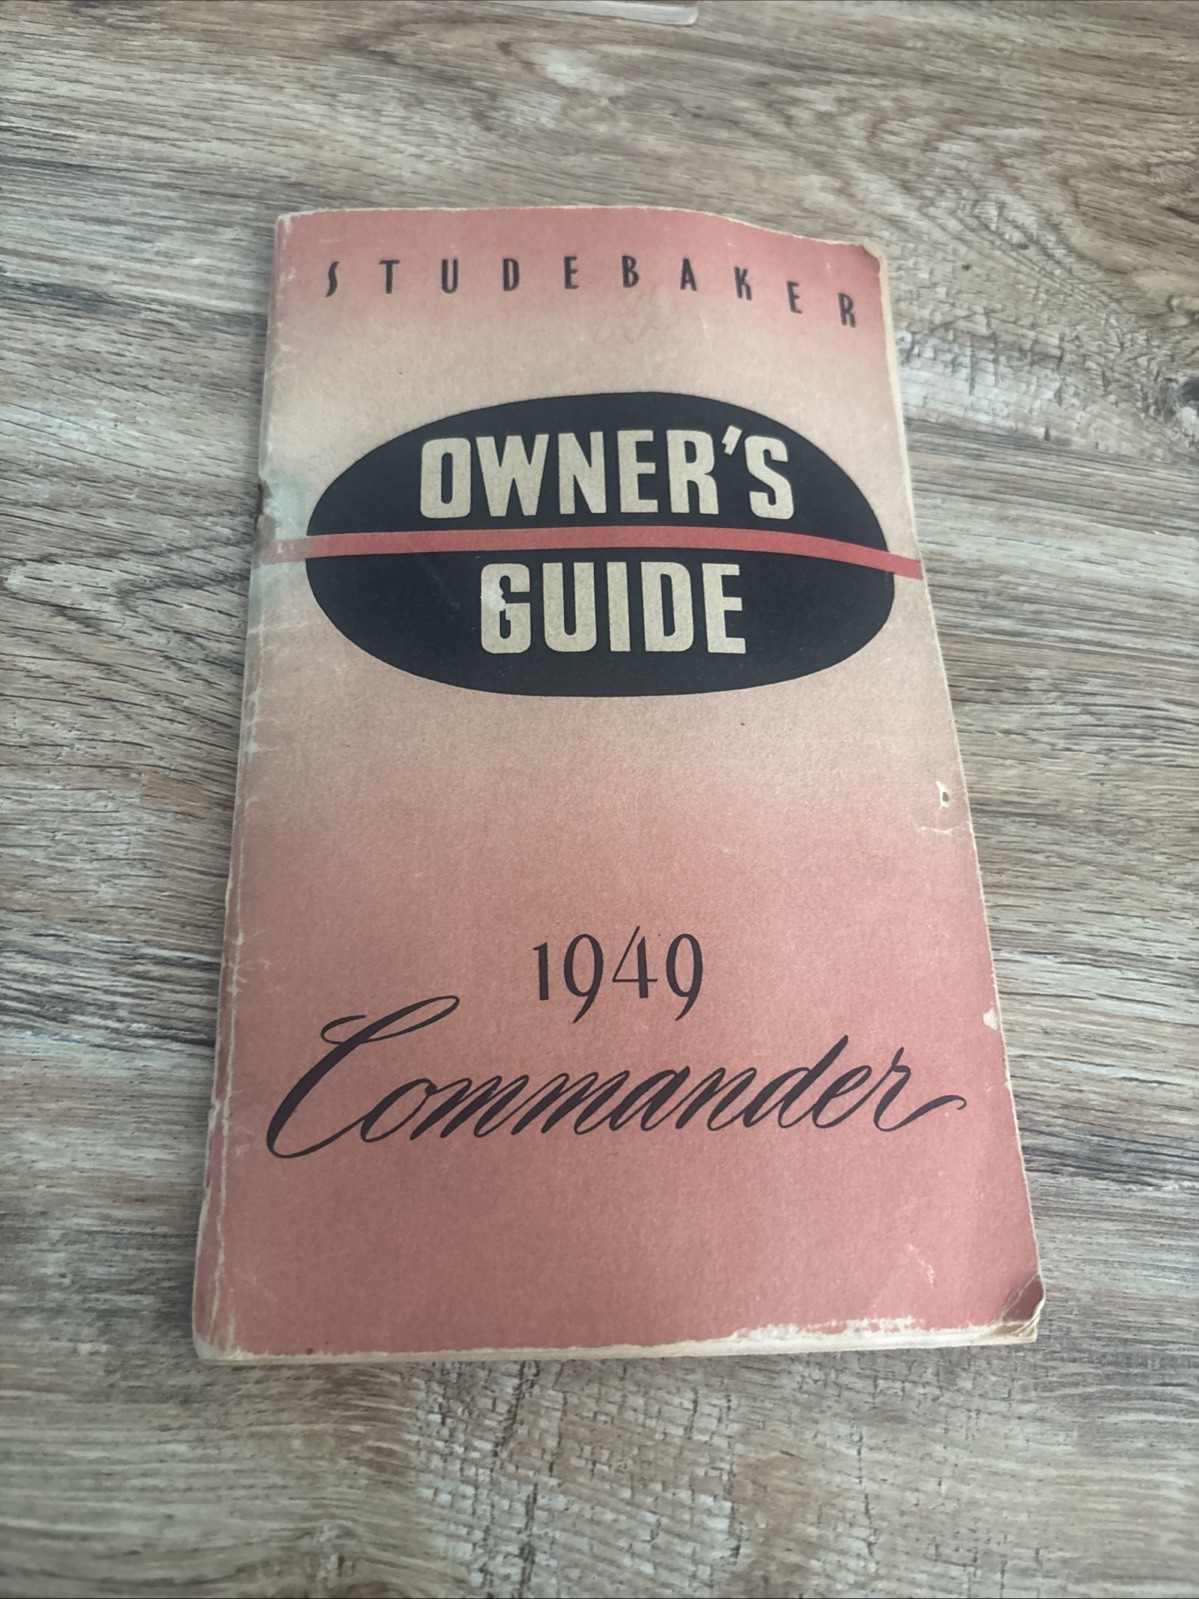 STUDEBAKER
OWNER'S
GUIDE
1949
Commander